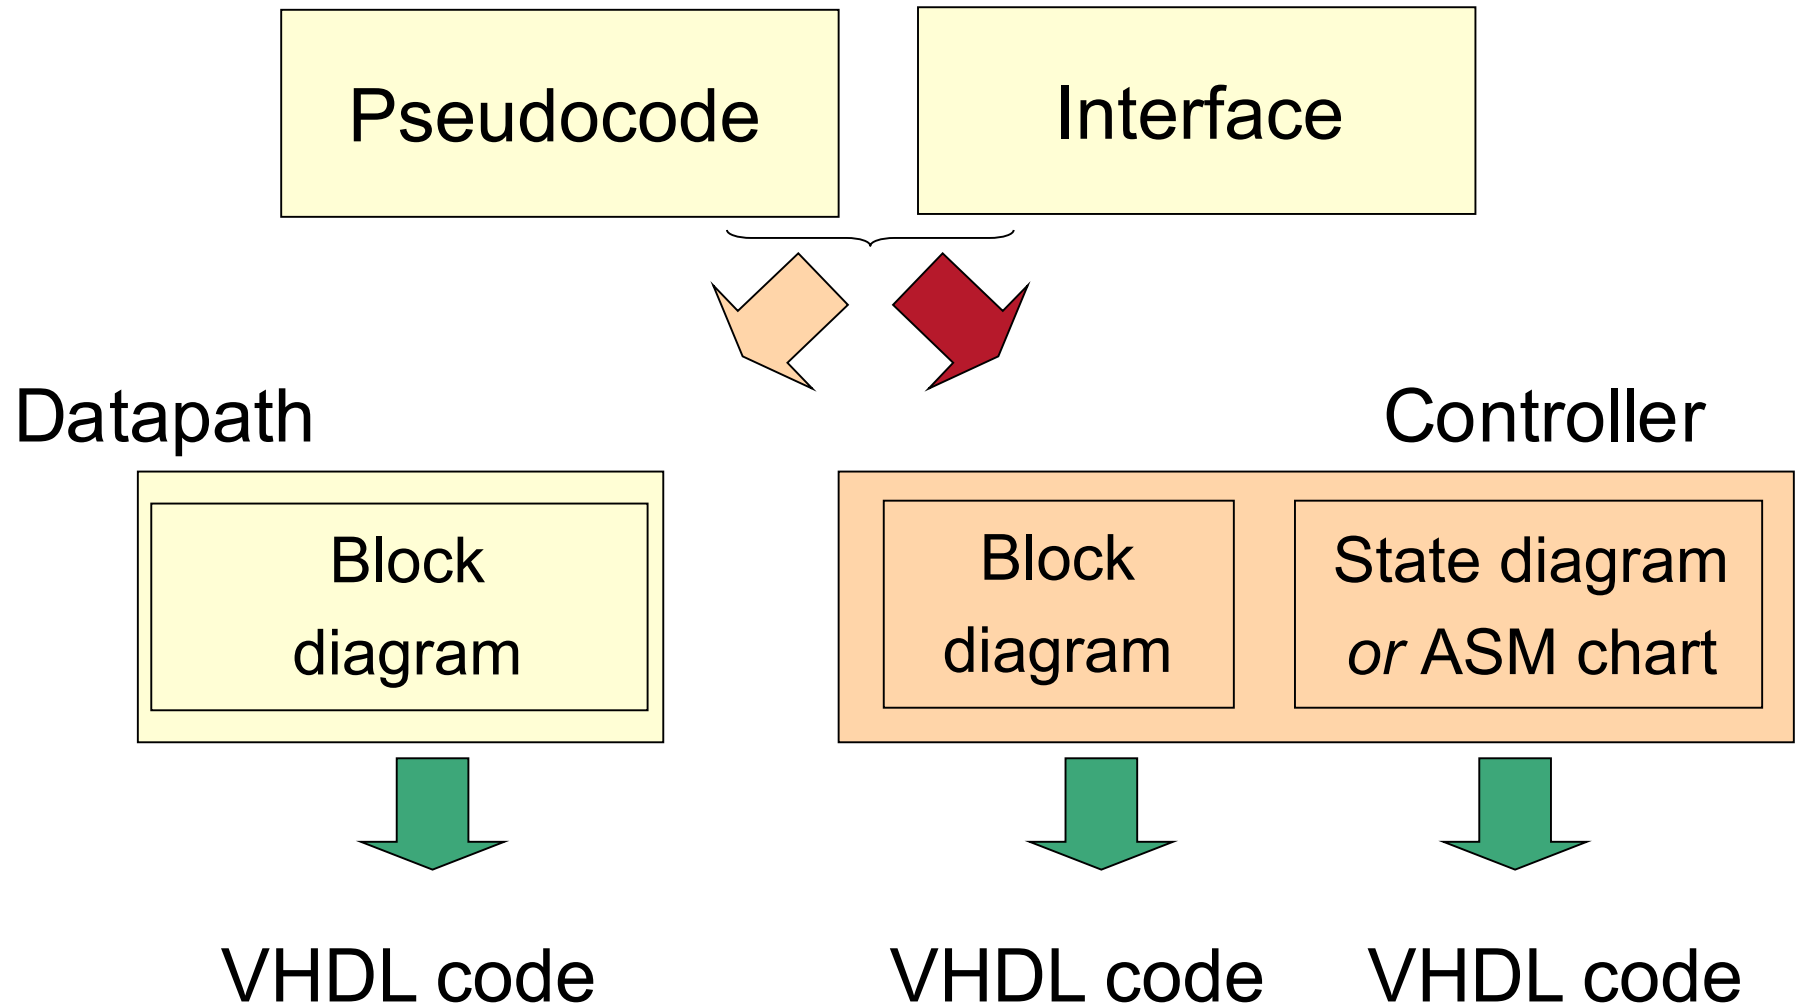 Pseudocode
Interface
Datapath
Controller
Block
diagram
Block
diagram
State diagram
or ASM chart
VHDL code
VHDL code
VHDL code